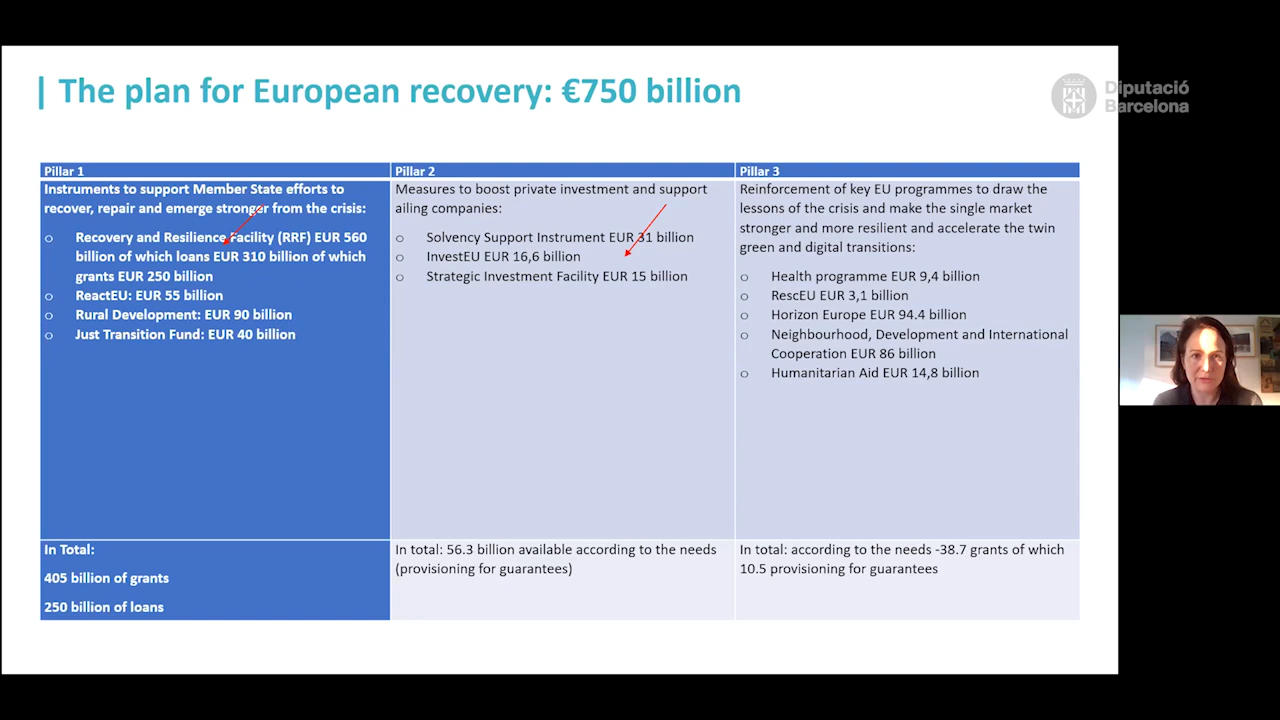 | The plan for European recovery: €750 billion
Diputació
Barcelona
Pillar 1
Instruments to support Member State efforts to
recover, repair and emerge stronger from the crisis:
o Recovery and Resilience Facility (RRF) EUR 560
billion of which loans EUR 310 billion of which
grants EUR 250 billion
o ReactEU: EUR 55 billion
o Rural Development: EUR 90 billion
o Just Transition Fund: EUR 40 billion
In Total:
405 billion of grants
250 billion of loans
Pillar 2
Measures to boost private investment and support
ailing companies:
o Solvency Support Instrument EUR 31 billion
o InvestEU EUR 16,6 billion
o Strategic Investment Facility EUR 15 billion
In total: 56.3 billion available according to the needs
(provisioning for guarantees)
Pillar 3
Reinforcement of key EU programmes to draw the
lessons of the crisis and make the single market
stronger and more resilient and accelerate the twin
green and digital transitions:
o Health programme EUR 9,4 billion
o RescEU EUR 3,1 billion
o Horizon Europe EUR 94.4 billion
o Neighbourhood, Development and International
Cooperation EUR 86 billion
o Humanitarian Aid EUR 14,8 billion
In total: according to the needs -38.7 grants of which
10.5 provisioning for guarantees